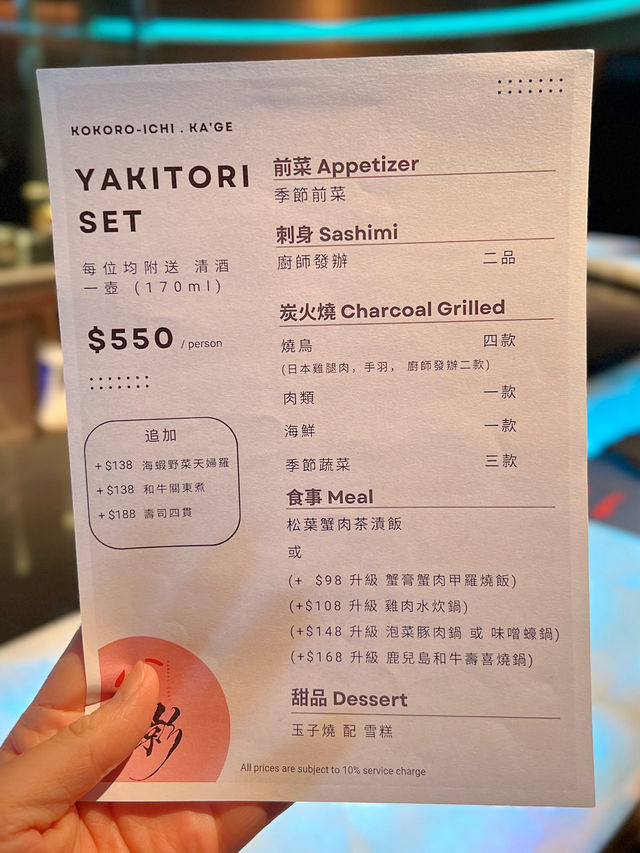 KOKORO-ICHI . KA'GE
YAKITORI
SET
每位均附送 清酒
一壺 (170ml)
$550 / person
追加
+$138 海蝦野菜天婦羅
+$138 和牛關東煮
+$188 壽司四貫
前菜 Appetizer
季節前菜
刺身 Sashimi
廚師發辦 二品
炭火燒 Charcoal Grilled
燒鳥 四款
(日本雞腿肉，手羽， 廚師發辦二款)
肉類 一款
海鮮 一款
季節蔬菜 三款
食事 Meal
松葉蟹肉茶漬飯
或
(+ $98 升級 蟹膏蟹肉甲羅燒飯)
(+$108 升級 雞肉水炊鍋)
(+$148 升級 泡菜豚肉鍋 或 味噌蠔鍋)
(+$168 升級 鹿兒島和牛壽喜燒鍋)
甜品 Dessert
玉子燒 配 雪糕
影
All prices are subject to 10% service charge